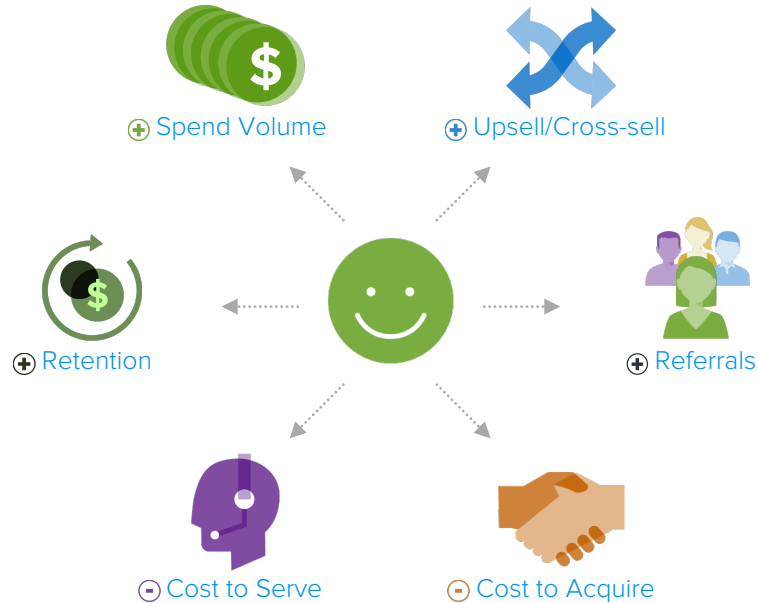 $
+ Spend Volume
+ Upsell/Cross-sell
$
+ Retention
+ Referrals
- Cost to Serve
- Cost to Acquire